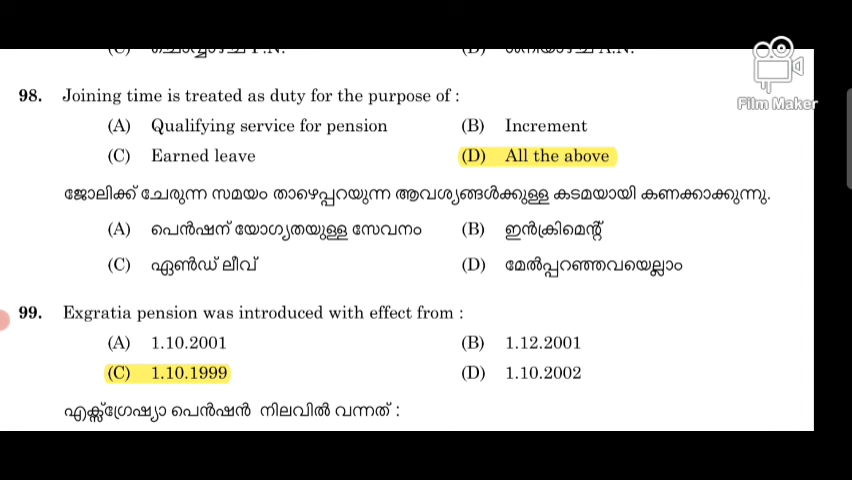 98. Joining time is treated as duty for the purpose of :
(A) Qualifying service for pension (B) Increment
(C) Earned leave (D) All the above
ജോലിക്ക് ചേരുന്ന സമയം താഴെപ്പറയുന്ന ആവശ്യങ്ങൾക്കുള്ള കടമയായി കണക്കാക്കുന്നു.
(A) പെൻഷന് യോഗ്യതയുള്ള സേവനം (B) ഇൻക്രിമെന്റ്
(C) ഏൺഡ് ലീവ് (D) മേൽപ്പറഞ്ഞവയെല്ലാം
99. Exgratia pension was introduced with effect from :
(A) 1.10.2001 (B) 1.12.2001
(C) 1.10.1999 (D) 1.10.2002
എക്സ്ഗ്രേഷ്യാ പെൻഷൻ നിലവിൽ വന്നത് :
Film Maker